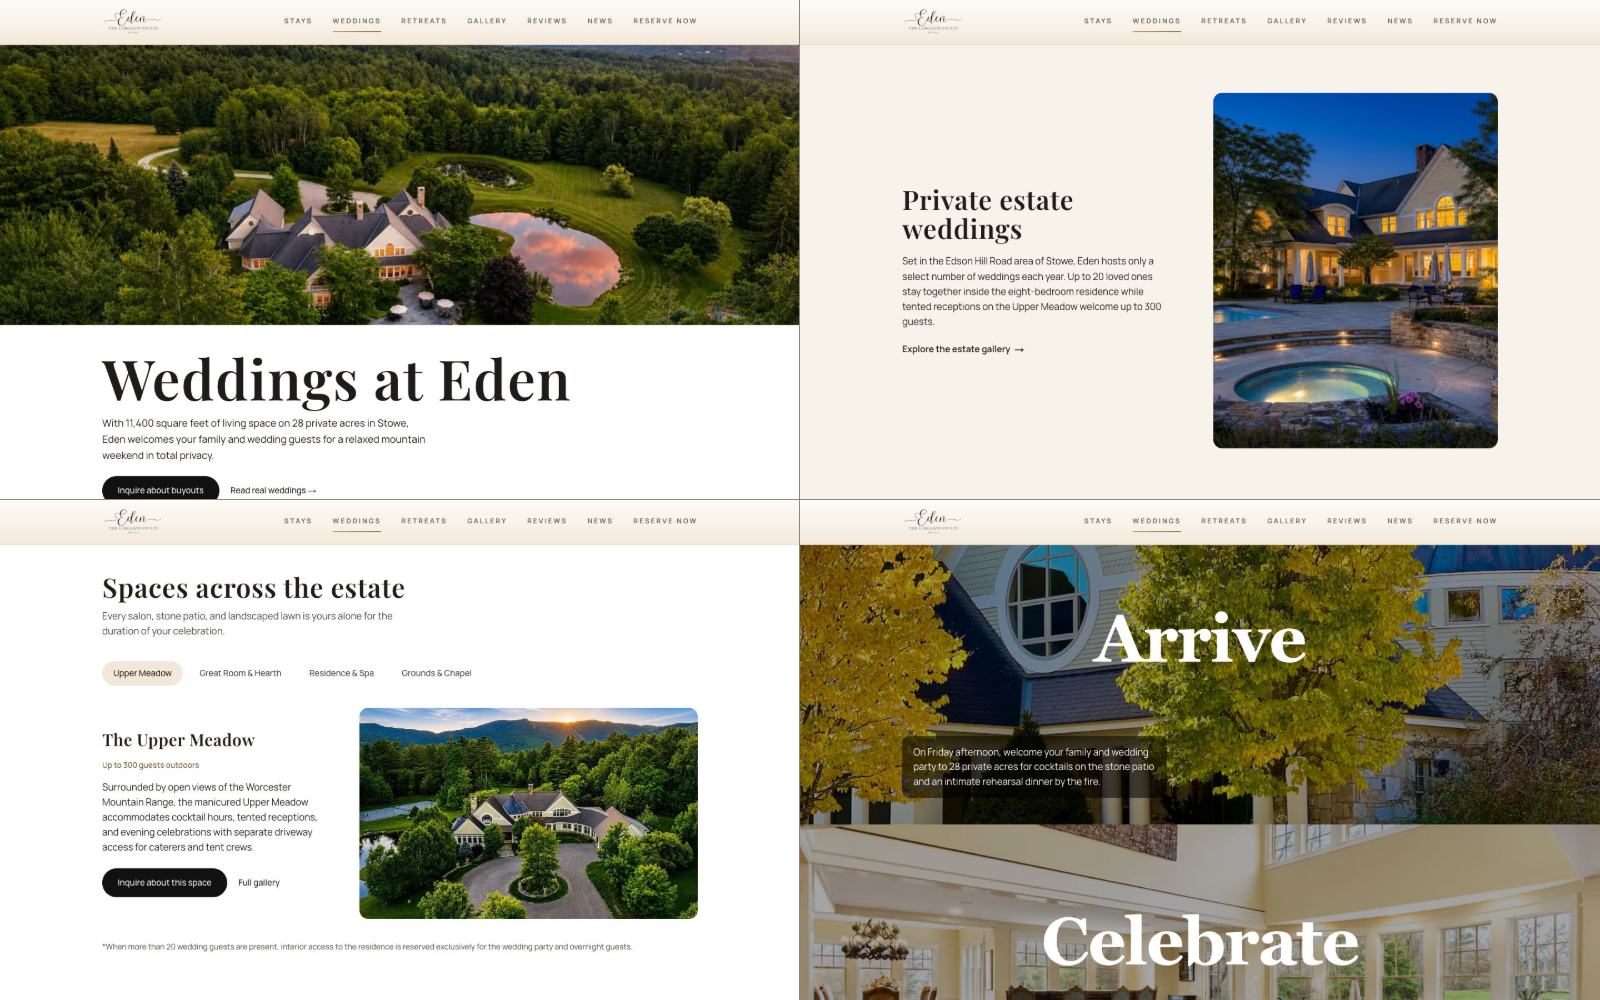 Eden
THE LIMELAWN ESTATE
STAYS WEDDINGS RETREATS GALLERY REVIEWS NEWS RESERVE NOW
Weddings at Eden
With 11,400 square feet of living space on 28 private acres in Stowe,
Eden welcomes your family and wedding guests for a relaxed mountain
weekend in total privacy.
Inquire about buyouts Read real weddings →
Eden
STAYS WEDDINGS RETREATS GALLERY REVIEWS NEWS RESERVE NOW
Private estate
weddings
Set in the Edson Hill Road area of Stowe, Eden hosts only a
select number of weddings each year. Up to 20 loved ones
stay together inside the eight-bedroom residence while
tented receptions on the Upper Meadow welcome up to 300
guests.
Explore the estate gallery →
Eden
STAYS WEDDINGS RETREATS GALLERY REVIEWS NEWS RESERVE NOW
Spaces across the estate
Every salon, stone patio, and landscaped lawn is yours alone for the
duration of your celebration.
Upper Meadow Great Room & Hearth Residence & Spa Grounds & Chapel
The Upper Meadow
Up to 300 guests outdoors
Surrounded by open views of the Worcester
Mountain Range, the manicured Upper Meadow
accommodates cocktail hours, tented receptions,
and evening celebrations with separate driveway
access for caterers and tent crews.
Inquire about this space Full gallery
*When more than 20 wedding guests are present, interior access to the residence is reserved exclusively for the wedding party and overnight guests.
Eden
STAYS WEDDINGS RETREATS GALLERY REVIEWS NEWS RESERVE NOW
Arrive
On Friday afternoon, welcome your family and wedding
party to 28 private acres for cocktails on the stone patio
and an intimate rehearsal dinner by the fire.
Celebrate